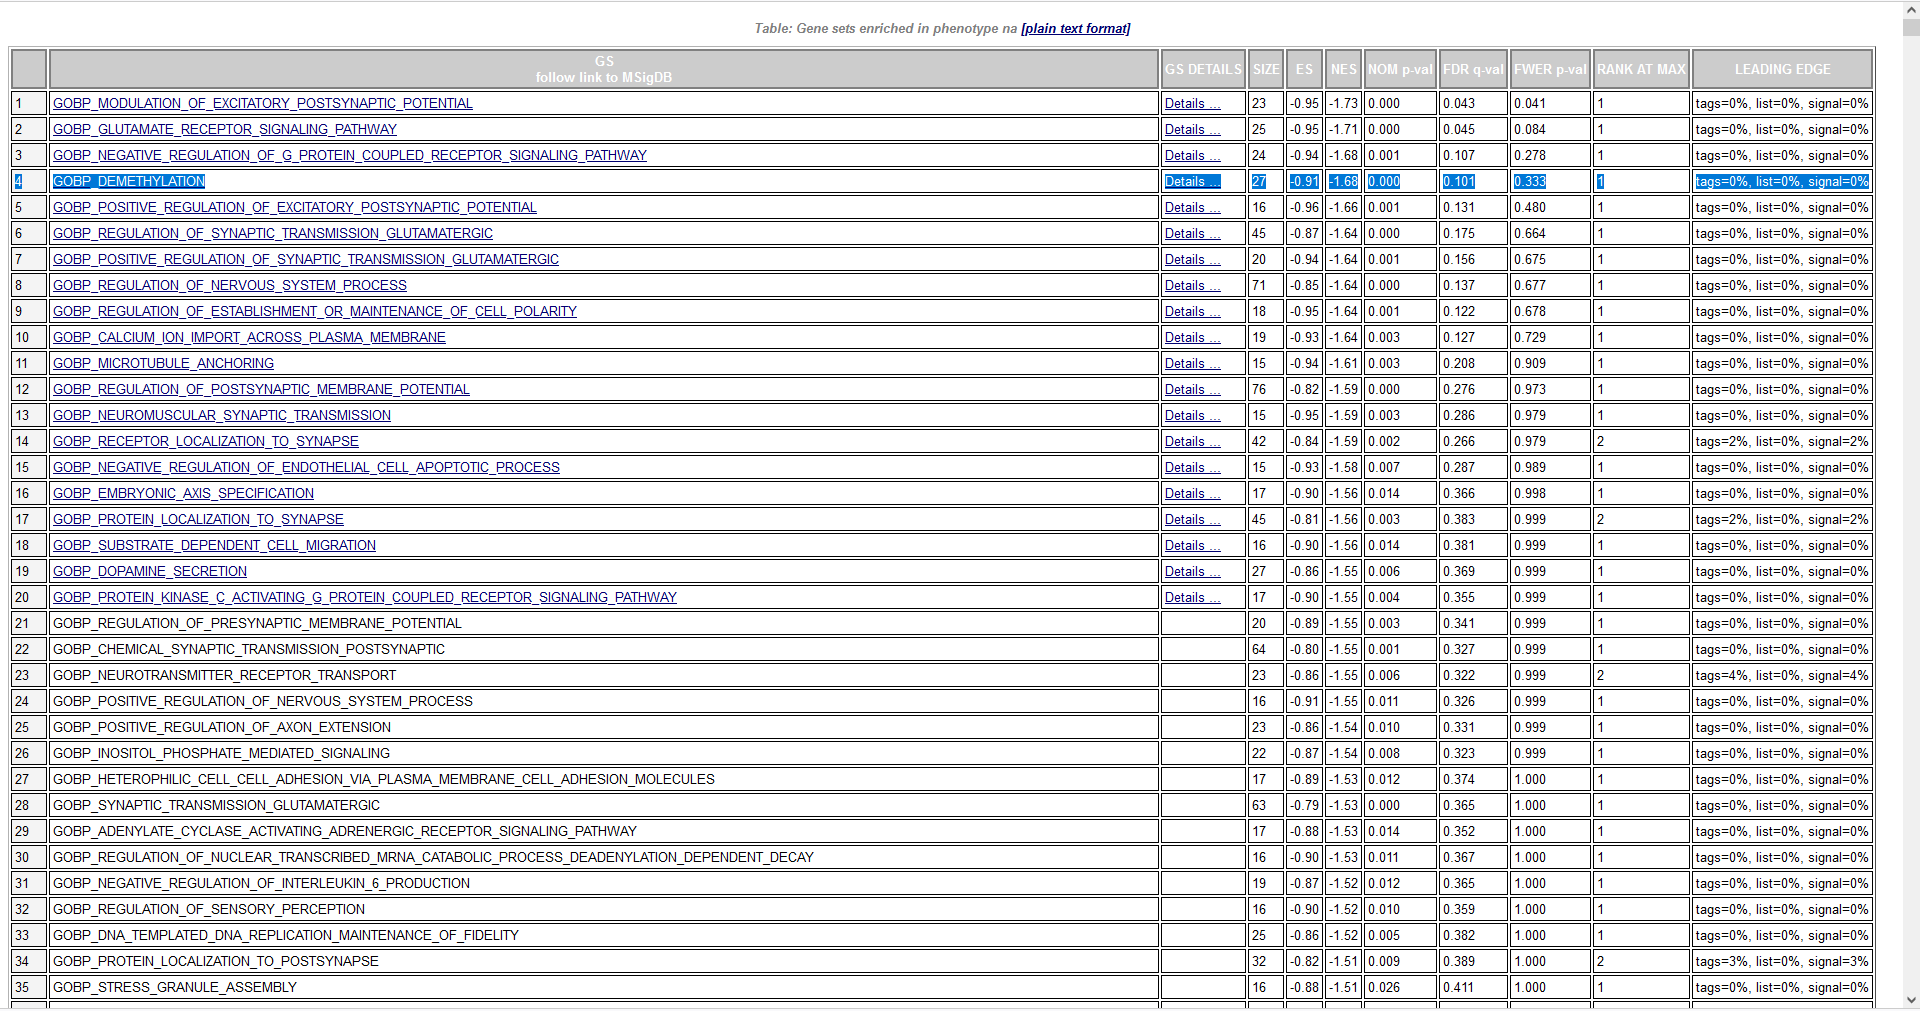 Table: Gene sets enriched in phenotype na [plain text format]
GS follow link to MSigDB GS DETAILS SIZE ES NES NOM p-val FDR q-val FWER p-val RANK AT MAX LEADING EDGE
1 GOBP_MODULATION_OF_EXCITATORY_POSTSYNAPTIC_POTENTIAL Details ... 23 -0.95 -1.73 0.000 0.043 0.041 1 tags=0%, list=0%, signal=0%
2 GOBP_GLUTAMATE_RECEPTOR_SIGNALING_PATHWAY Details ... 25 -0.95 -1.71 0.000 0.045 0.084 1 tags=0%, list=0%, signal=0%
3 GOBP_NEGATIVE_REGULATION_OF_G_PROTEIN_COUPLED_RECEPTOR_SIGNALING_PATHWAY Details ... 24 -0.94 -1.68 0.001 0.107 0.278 1 tags=0%, list=0%, signal=0%
4 GOBP_DEMETHYLATION Details ... 27 -0.91 -1.68 0.000 0.101 0.333 1 tags=0%, list=0%, signal=0%
5 GOBP_POSITIVE_REGULATION_OF_EXCITATORY_POSTSYNAPTIC_POTENTIAL Details ... 16 -0.96 -1.66 0.001 0.131 0.480 1 tags=0%, list=0%, signal=0%
6 GOBP_REGULATION_OF_SYNAPTIC_TRANSMISSION_GLUTAMATERGIC Details ... 45 -0.87 -1.64 0.000 0.175 0.664 1 tags=0%, list=0%, signal=0%
7 GOBP_POSITIVE_REGULATION_OF_SYNAPTIC_TRANSMISSION_GLUTAMATERGIC Details ... 20 -0.94 -1.64 0.001 0.156 0.675 1 tags=0%, list=0%, signal=0%
8 GOBP_REGULATION_OF_NERVOUS_SYSTEM_PROCESS Details ... 71 -0.85 -1.64 0.000 0.137 0.677 1 tags=0%, list=0%, signal=0%
9 GOBP_REGULATION_OF_ESTABLISHMENT_OR_MAINTENANCE_OF_CELL_POLARITY Details ... 18 -0.95 -1.64 0.001 0.122 0.678 1 tags=0%, list=0%, signal=0%
10 GOBP_CALCIUM_ION_IMPORT_ACROSS_PLASMA_MEMBRANE Details ... 19 -0.93 -1.64 0.003 0.127 0.729 1 tags=0%, list=0%, signal=0%
11 GOBP_MICROTUBULE_ANCHORING Details ... 15 -0.94 -1.61 0.003 0.208 0.909 1 tags=0%, list=0%, signal=0%
12 GOBP_REGULATION_OF_POSTSYNAPTIC_MEMBRANE_POTENTIAL Details ... 76 -0.82 -1.59 0.000 0.276 0.973 1 tags=0%, list=0%, signal=0%
13 GOBP_NEUROMUSCULAR_SYNAPTIC_TRANSMISSION Details ... 15 -0.95 -1.59 0.003 0.286 0.979 1 tags=0%, list=0%, signal=0%
14 GOBP_RECEPTOR_LOCALIZATION_TO_SYNAPSE Details ... 42 -0.84 -1.59 0.002 0.266 0.979 2 tags=2%, list=0%, signal=2%
15 GOBP_NEGATIVE_REGULATION_OF_ENDOTHELIAL_CELL_APOPTOTIC_PROCESS Details ... 15 -0.93 -1.58 0.007 0.287 0.989 1 tags=0%, list=0%, signal=0%
16 GOBP_EMBRYONIC_AXIS_SPECIFICATION Details ... 17 -0.90 -1.56 0.014 0.366 0.998 1 tags=0%, list=0%, signal=0%
17 GOBP_PROTEIN_LOCALIZATION_TO_SYNAPSE Details ... 45 -0.81 -1.56 0.003 0.383 0.999 2 tags=2%, list=0%, signal=2%
18 GOBP_SUBSTRATE_DEPENDENT_CELL_MIGRATION Details ... 16 -0.90 -1.56 0.014 0.381 0.999 1 tags=0%, list=0%, signal=0%
19 GOBP_DOPAMINE_SECRETION Details ... 27 -0.86 -1.55 0.006 0.369 0.999 1 tags=0%, list=0%, signal=0%
20 GOBP_PROTEIN_KINASE_C_ACTIVATING_G_PROTEIN_COUPLED_RECEPTOR_SIGNALING_PATHWAY Details ... 17 -0.90 -1.55 0.004 0.355 0.999 1 tags=0%, list=0%, signal=0%
21 GOBP_REGULATION_OF_PRESYNAPTIC_MEMBRANE_POTENTIAL 20 -0.89 -1.55 0.003 0.341 0.999 1 tags=0%, list=0%, signal=0%
22 GOBP_CHEMICAL_SYNAPTIC_TRANSMISSION_POSTSYNAPTIC 64 -0.80 -1.55 0.001 0.327 0.999 1 tags=0%, list=0%, signal=0%
23 GOBP_NEUROTRANSMITTER_RECEPTOR_TRANSPORT 23 -0.86 -1.55 0.006 0.322 0.999 2 tags=4%, list=0%, signal=4%
24 GOBP_POSITIVE_REGULATION_OF_NERVOUS_SYSTEM_PROCESS 16 -0.91 -1.55 0.011 0.326 0.999 1 tags=0%, list=0%, signal=0%
25 GOBP_POSITIVE_REGULATION_OF_AXON_EXTENSION 23 -0.86 -1.54 0.010 0.331 0.999 1 tags=0%, list=0%, signal=0%
26 GOBP_INOSITOL_PHOSPHATE_MEDIATED_SIGNALING 22 -0.87 -1.54 0.008 0.323 0.999 1 tags=0%, list=0%, signal=0%
27 GOBP_HETEROPHILIC_CELL_CELL_ADHESION_VIA_PLASMA_MEMBRANE_CELL_ADHESION_MOLECULES 17 -0.89 -1.53 0.012 0.374 1.000 1 tags=0%, list=0%, signal=0%
28 GOBP_SYNAPTIC_TRANSMISSION_GLUTAMATERGIC 63 -0.79 -1.53 0.000 0.365 1.000 1 tags=0%, list=0%, signal=0%
29 GOBP_ADENYLATE_CYCLASE_ACTIVATING_ADRENERGIC_RECEPTOR_SIGNALING_PATHWAY 17 -0.88 -1.53 0.014 0.352 1.000 1 tags=0%, list=0%, signal=0%
30 GOBP_REGULATION_OF_NUCLEAR_TRANSCRIBED_MRNA_CATABOLIC_PROCESS_DEADENYLATION_DEPENDENT_DECAY 16 -0.90 -1.53 0.011 0.367 1.000 1 tags=0%, list=0%, signal=0%
31 GOBP_NEGATIVE_REGULATION_OF_INTERLEUKIN_6_PRODUCTION 19 -0.87 -1.52 0.012 0.365 1.000 1 tags=0%, list=0%, signal=0%
32 GOBP_REGULATION_OF_SENSORY_PERCEPTION 16 -0.90 -1.52 0.010 0.359 1.000 1 tags=0%, list=0%, signal=0%
33 GOBP_DNA_TEMPLATED_DNA_REPLICATION_MAINTENANCE_OF_FIDELITY 25 -0.86 -1.52 0.005 0.382 1.000 1 tags=0%, list=0%, signal=0%
34 GOBP_PROTEIN_LOCALIZATION_TO_POSTSYNAPSE 32 -0.82 -1.51 0.009 0.389 1.000 2 tags=3%, list=0%, signal=3%
35 GOBP_STRESS_GRANULE_ASSEMBLY 16 -0.88 -1.51 0.026 0.411 1.000 1 tags=0%, list=0%, signal=0%